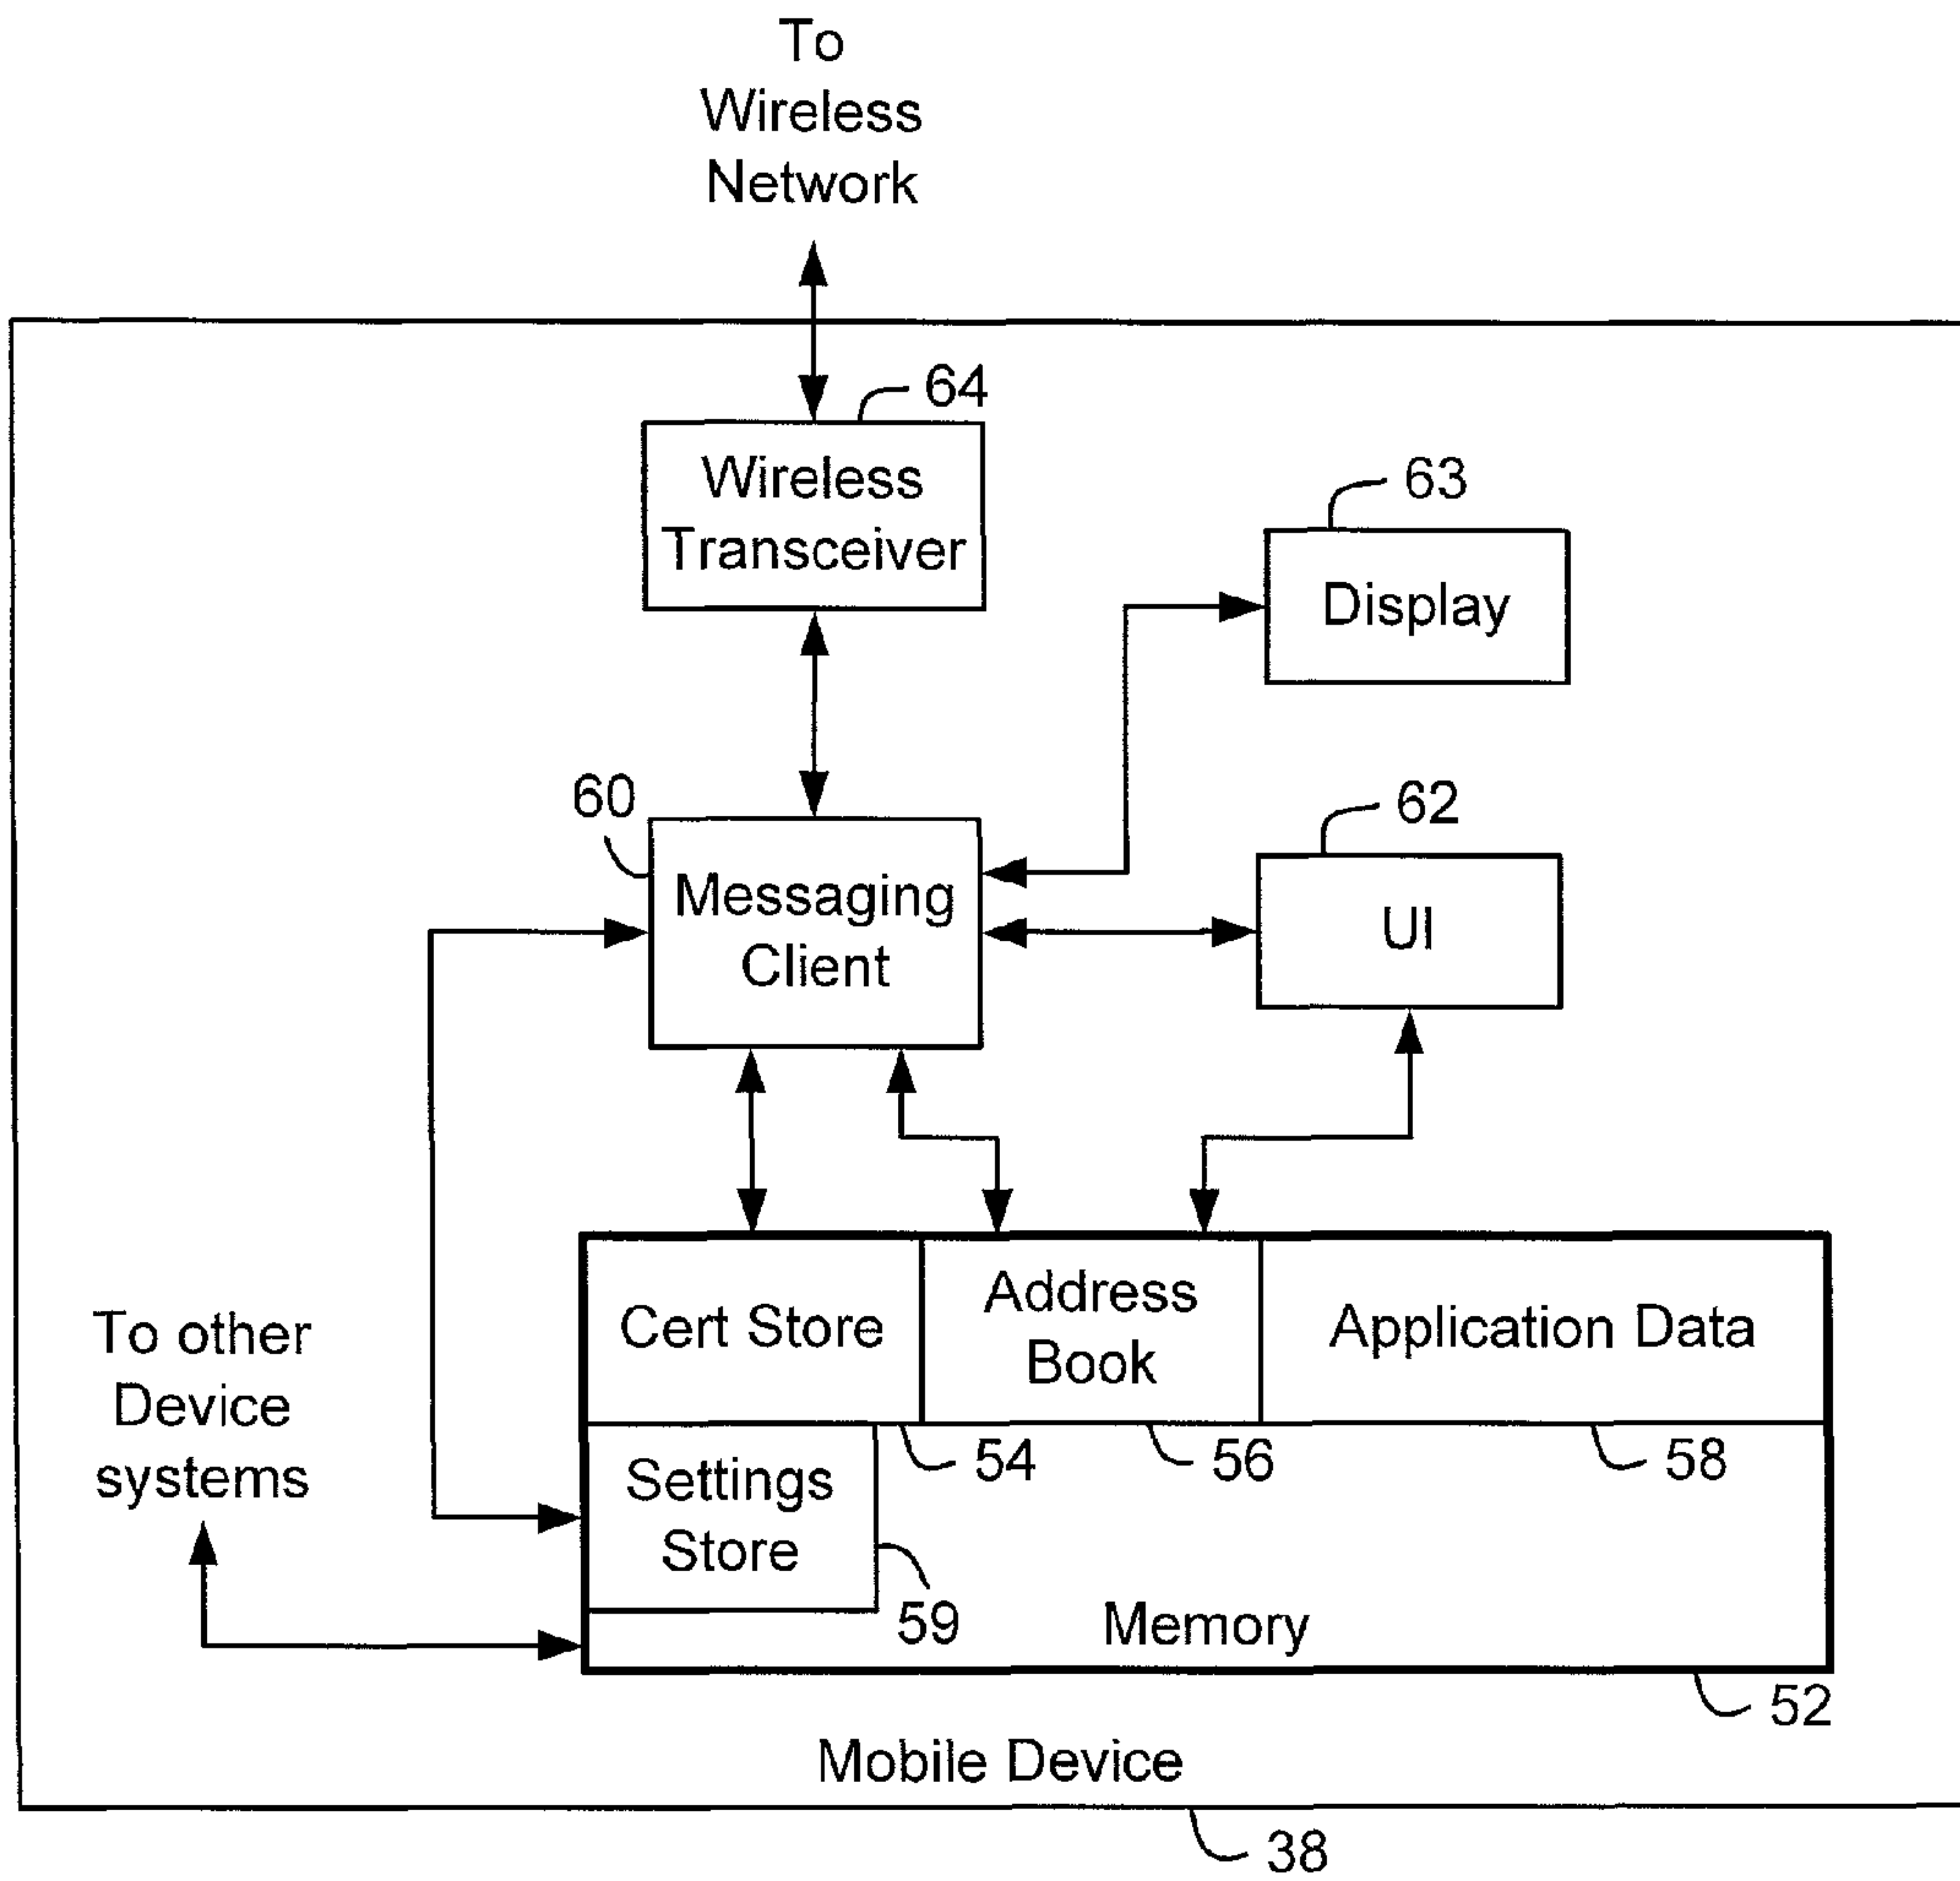 To
Wireless
Network
64
Wireless
Transceiver
63
Display
60
Messaging
Client
62
UI
Cert Store
Address
Book
Application Data
To other
Device
systems
54
56
58
Settings
Store
59
Memory
52
Mobile Device
38